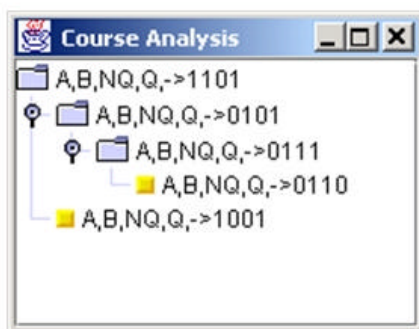 Course Analysis
A,B,NQ,Q,->1101
A,B,NQ,Q,->0101
A,B,NQ,Q,->0111
A,B,NQ,Q,->0110
A,B,NQ,Q,->1001